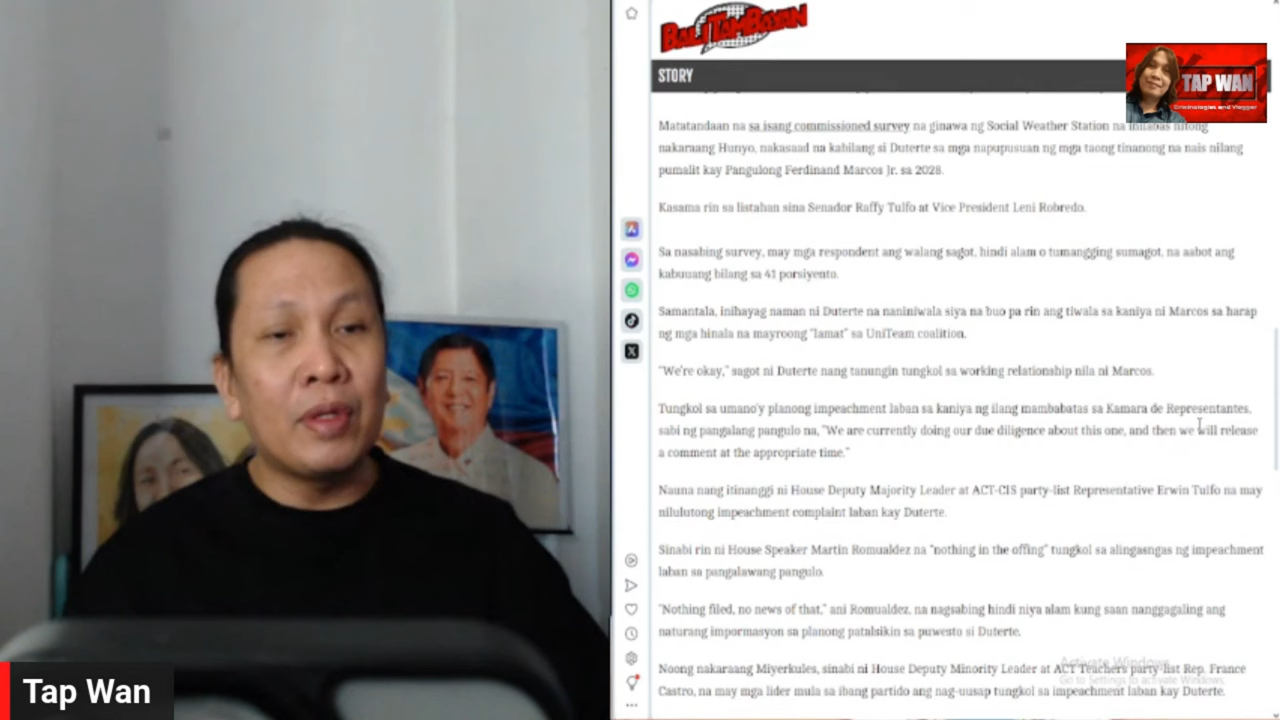 BALITAMBAYAN
STORY
TAP WAN
Criminologist and Vlogger
Matatandaan na sa isang commissioned survey na ginawa ng Social Weather Station na inilabas nitong
nakaraang Hunyo, nakasaad na kabilang si Duterte sa mga napupusuan ng mga taong tinanong na nais nilang
pumalit kay Pangulong Ferdinand Marcos Jr. sa 2028.
Kasama rin sa listahan sina Senador Raffy Tulfo at Vice President Leni Robredo.
Sa nasabing survey, may mga respondent ang walang sagot, hindi alam o tumangging sumagot, na aabot ang
kabuuang bilang sa 41 porsiyento.
Samantala, inihayag naman ni Duterte na naniniwala siya na buo pa rin ang tiwala sa kaniya ni Marcos sa harap
ng mga hinala na mayroong "lamat" sa UniTeam coalition.
"We're okay," sagot ni Duterte nang tanungin tungkol sa working relationship nila ni Marcos.
Tungkol sa umano'y planong impeachment laban sa kaniya ng ilang mambabatas sa Kamara de Representantes,
sabi ng pangalang pangulo na, "We are currently doing our due diligence about this one, and then we will release
a comment at the appropriate time."
Nauna nang itinanggi ni House Deputy Majority Leader at ACT-CIS party-list Representative Erwin Tulfo na may
nilulutong impeachment complaint laban kay Duterte.
Sinabi rin ni House Speaker Martin Romualdez na "nothing in the offing" tungkol sa alingasngas ng impeachment
laban sa pangalawang pangulo.
"Nothing filed, no news of that," ani Romualdez, na nagsabing hindi niya alam kung saan nanggagaling ang
naturang impormasyon sa planong patalsikin sa puwesto si Duterte.
Noong nakaraang Miyerkules, sinabi ni House Deputy Minority Leader at ACT Teachers party-list Rep. France
Castro, na may mga lider mula sa ibang partido ang nag-uusap tungkol sa impeachment laban kay Duterte.
Activate Windows
Go to Settings to activate Windows.
Tap Wan